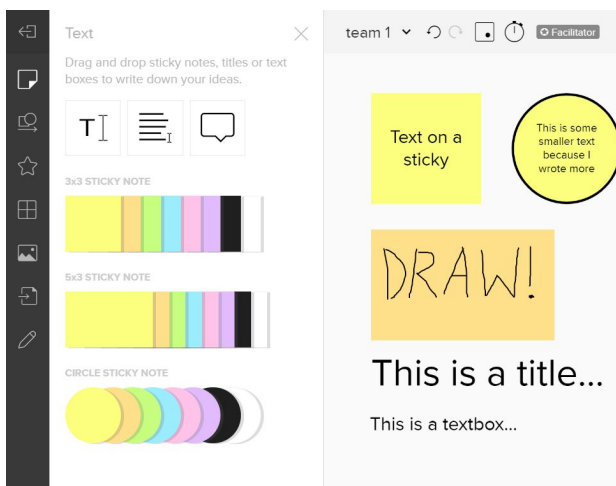 Text
Drag and drop sticky notes, titles or text
boxes to write down your ideas.
T
3x3 STICKY NOTE
5x3 STICKY NOTE
CIRCLE STICKY NOTE
team 1
Facilitator
Text on a
sticky
This is some
smaller text
because I
wrote more
DRAW!
This is a title...
This is a textbox...